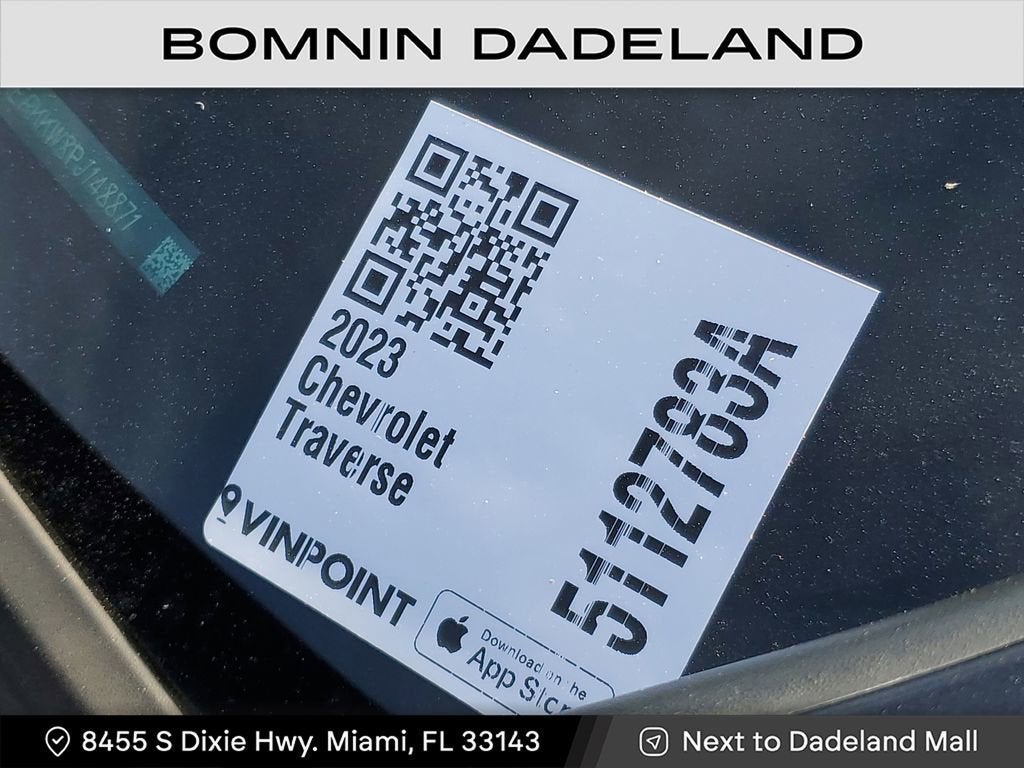 BOMNIN DADELAND
2023
Chevrolet
Traverse
VINPOINT
Download on the
App Store
5112783A
8455 S Dixie Hwy. Miami, FL 33143
Next to Dadeland Mall